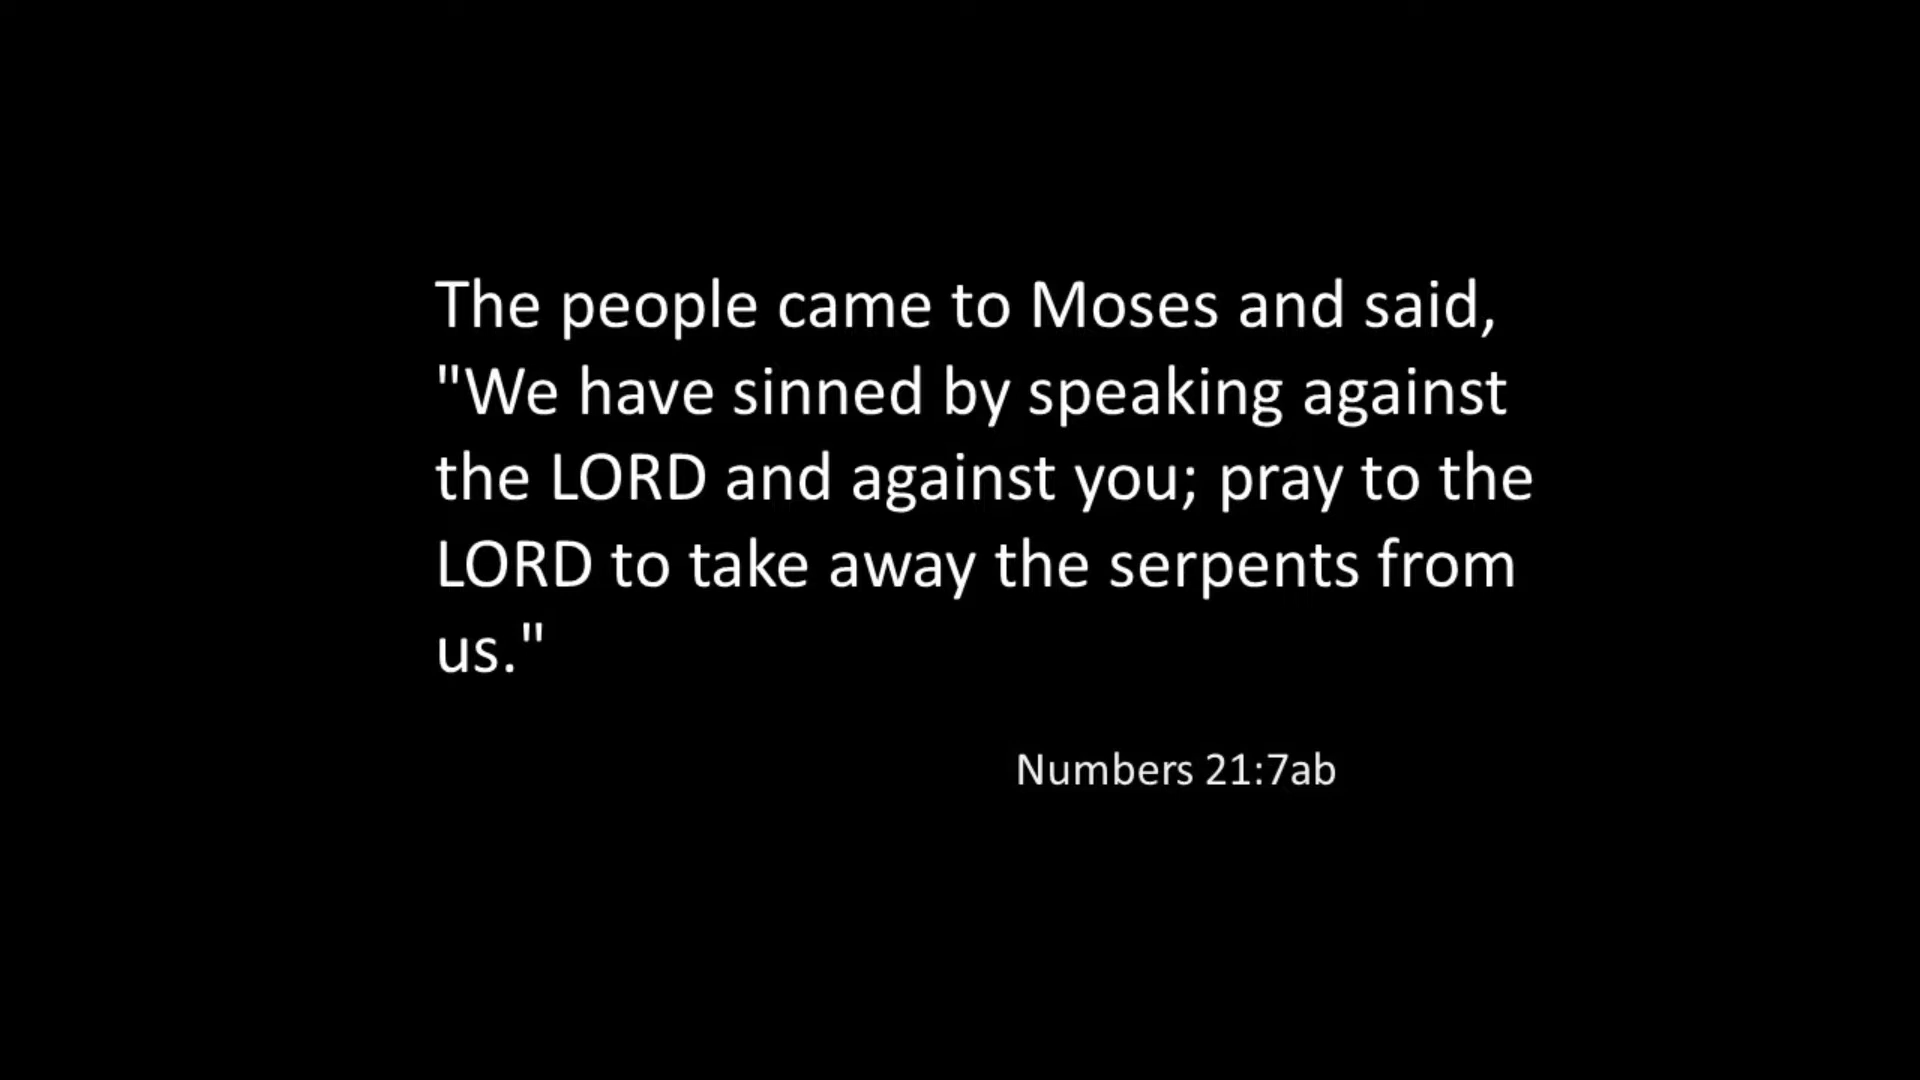 The people came to Moses and said,
"We have sinned by speaking against
the LORD and against you; pray to the
LORD to take away the serpents from
us."
Numbers 21:7ab